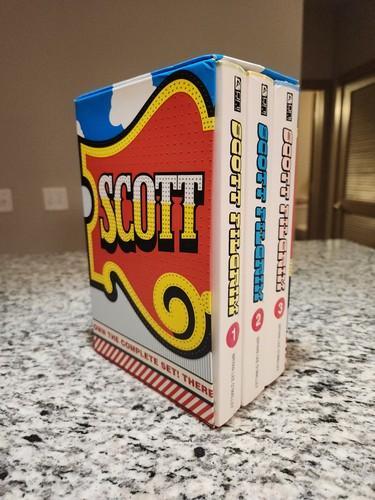 SCOTT
OWN THE COMPLETE SET! THERE
SCOTT PILGRIM
1
SCOTT PILGRIM
2
SCOTT PILGRIM
3